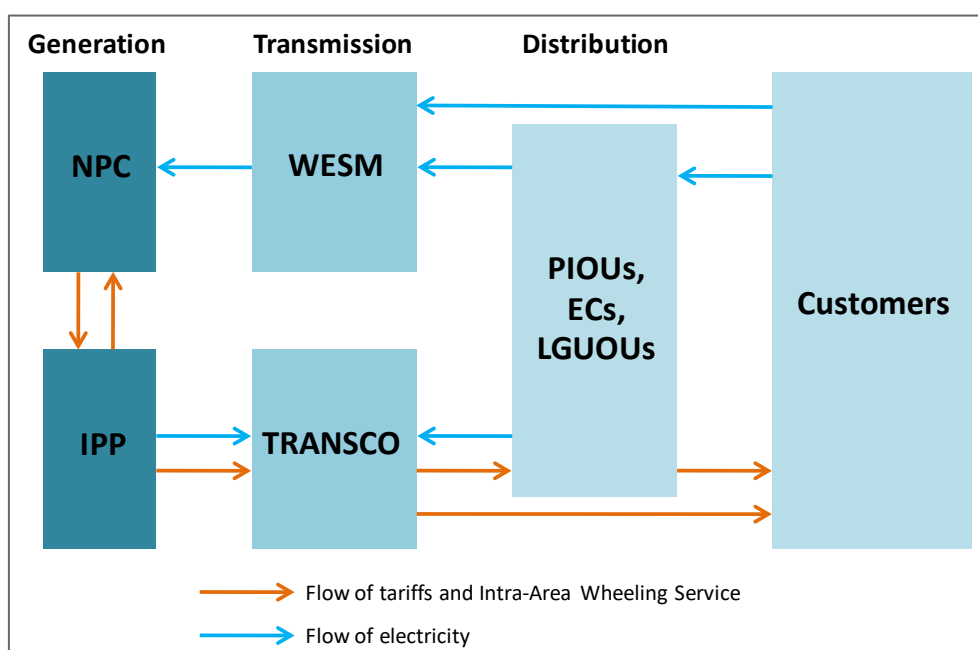 Generation
Transmission
Distribution
NPC
WESM
PIOUs,
ECs,
LGUOUs
Customers
IPP
TRANSCO
Flow of tariffs and Intra-Area Wheeling Service
Flow of electricity